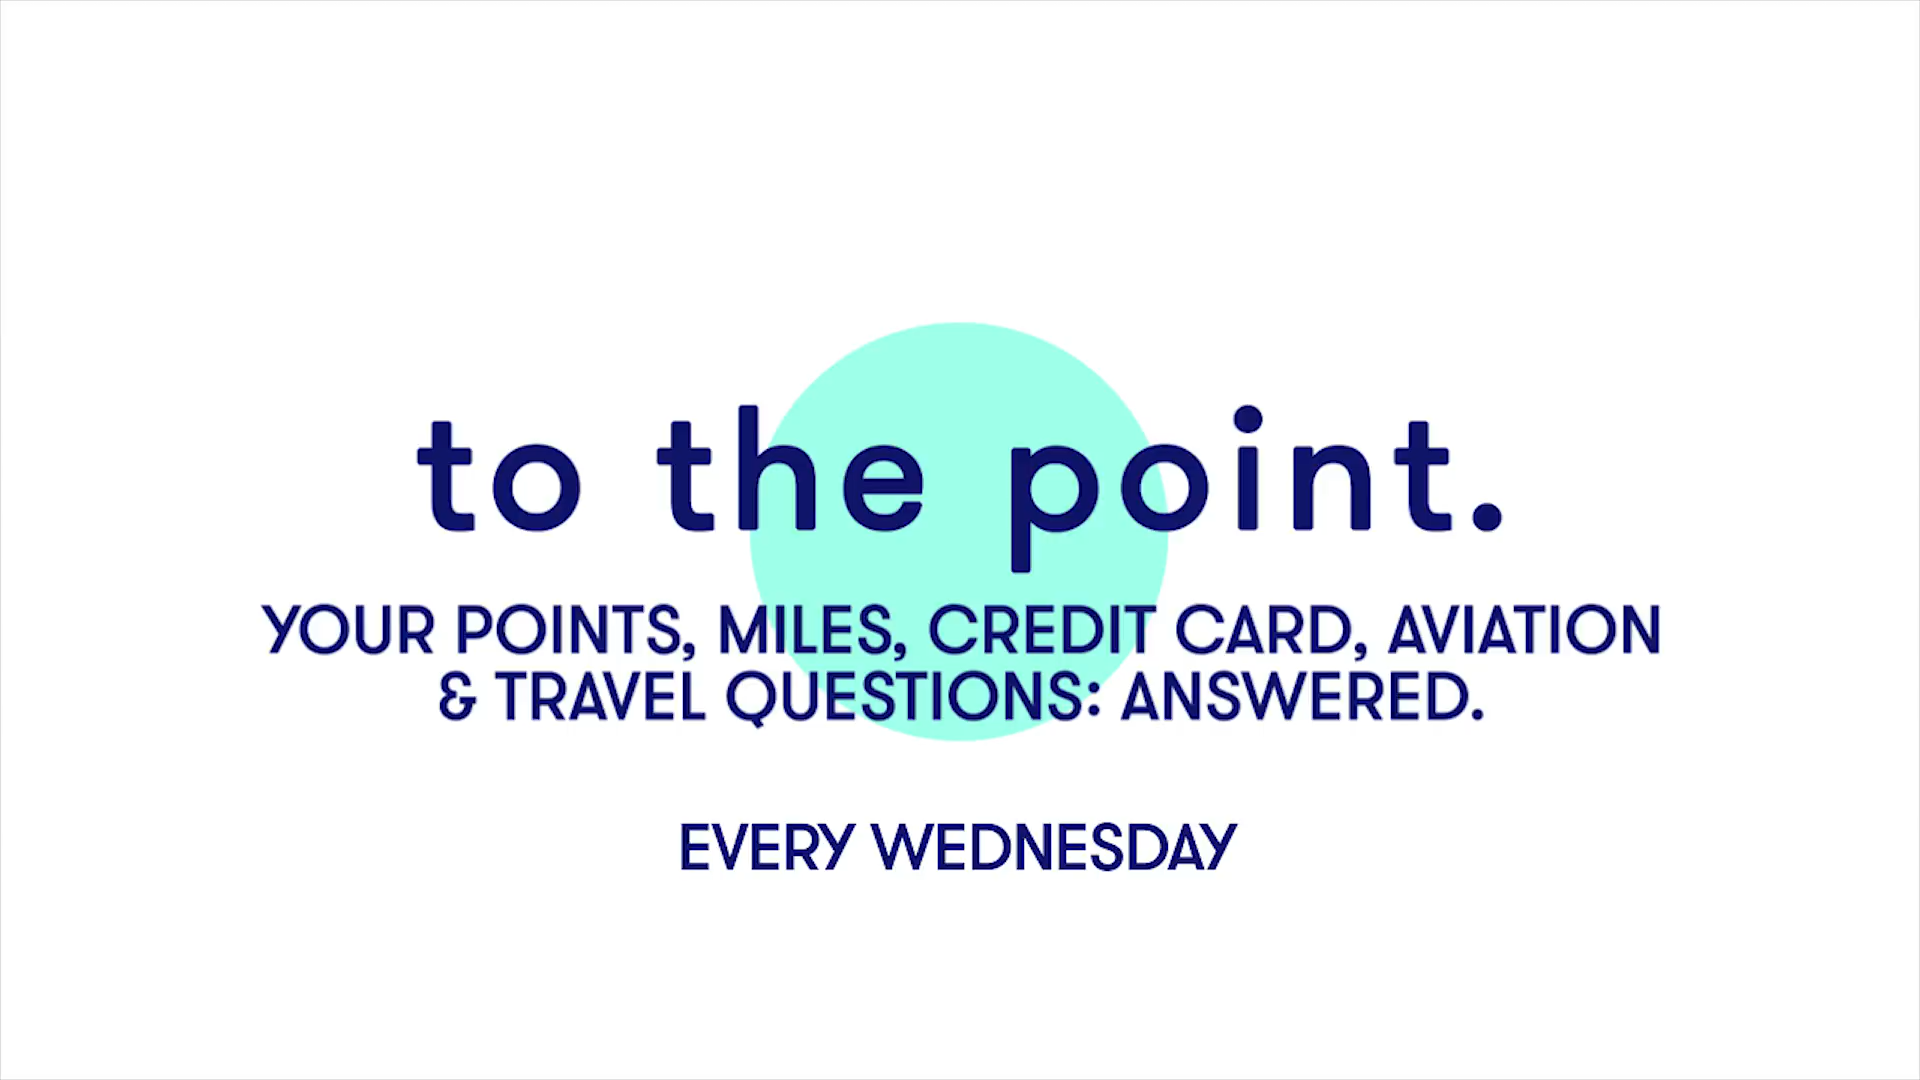 to the point.
YOUR POINTS, MILES, CREDIT CARD, AVIATION
& TRAVEL QUESTIONS: ANSWERED.
EVERY WEDNESDAY